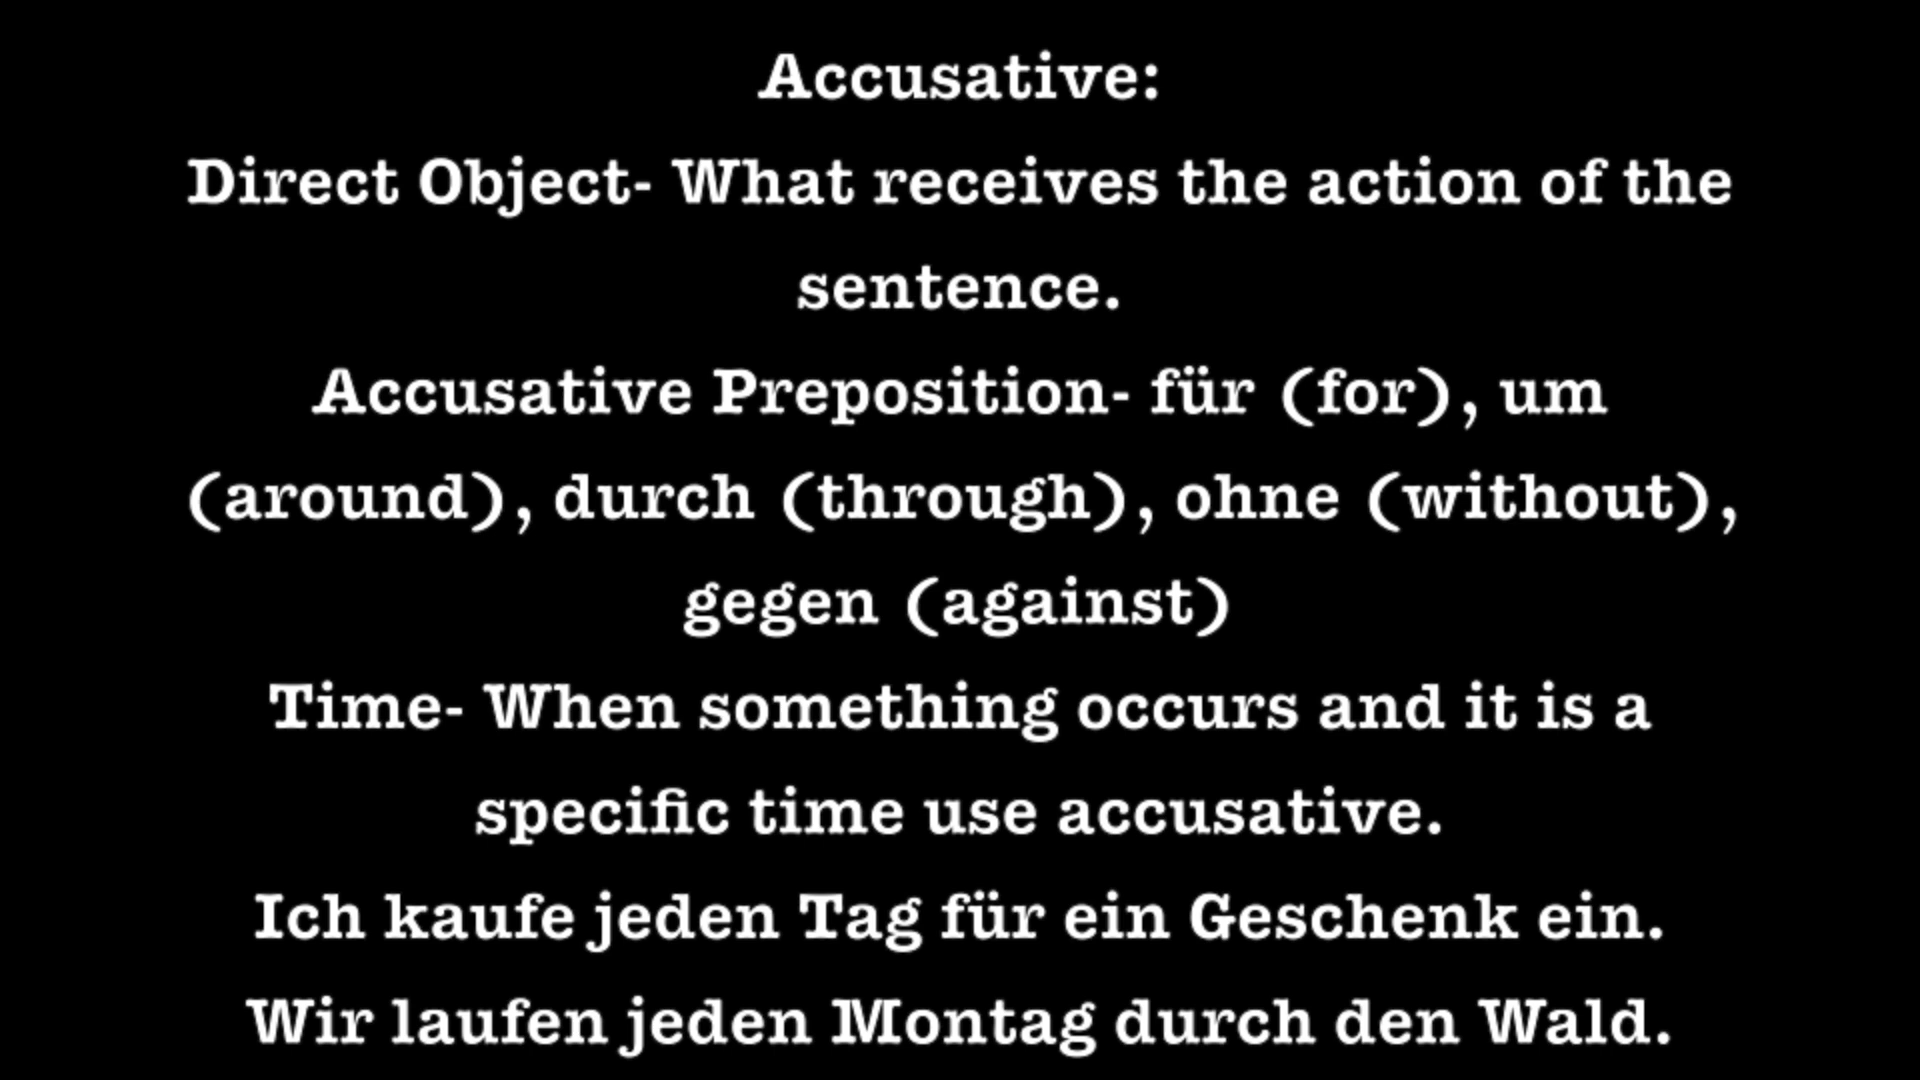 Accusative:
Direct Object- What receives the action of the
sentence.
Accusative Preposition- für (for), um
(around), durch (through), ohne (without),
gegen (against)
Time- When something occurs and it is a
specific time use accusative.
Ich kaufe jeden Tag für ein Geschenk ein.
Wir laufen jeden Montag durch den Wald.